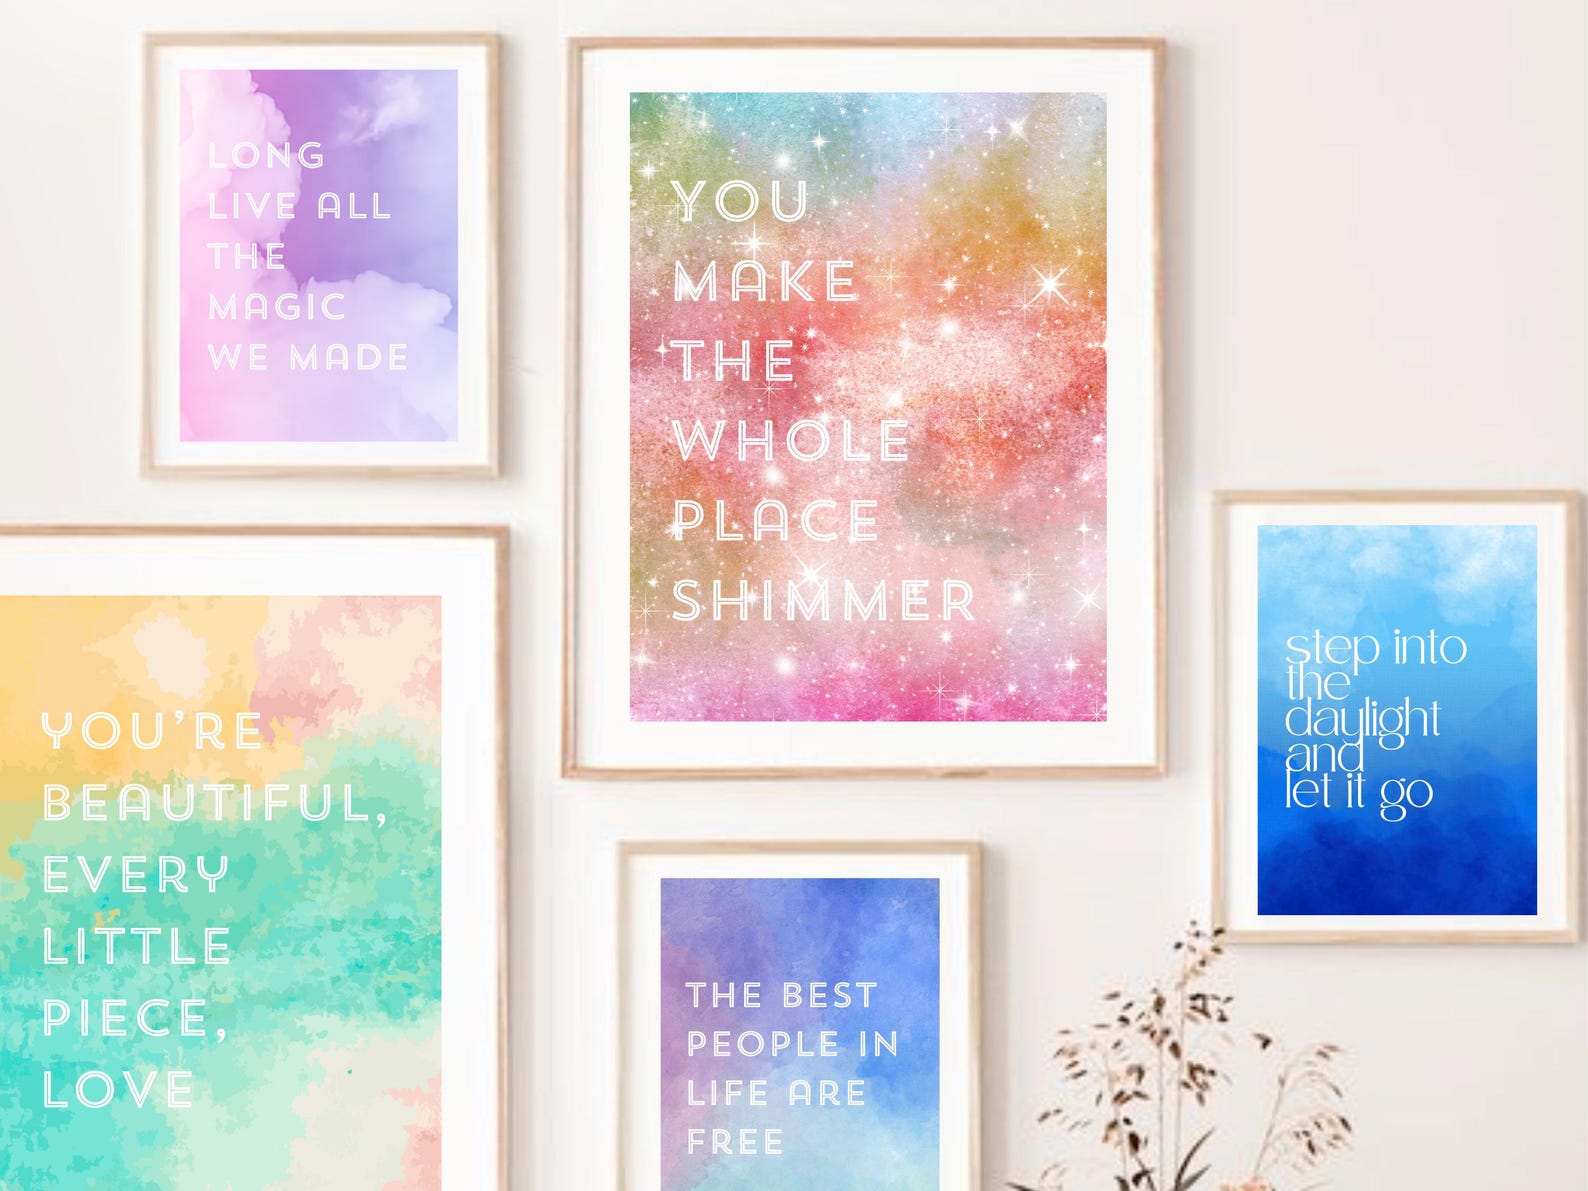 LONG
LIVE ALL
THE
MAGIC
WE MADE
YOU
MAKE
THE
WHOLE
PLACE
SHIMMER
step into
the
daylight
and
let it go
YOU'RE
BEAUTIFUL,
EVERY
LITTLE
PIECE,
LOVE
THE BEST
PEOPLE IN
LIFE ARE
FREE